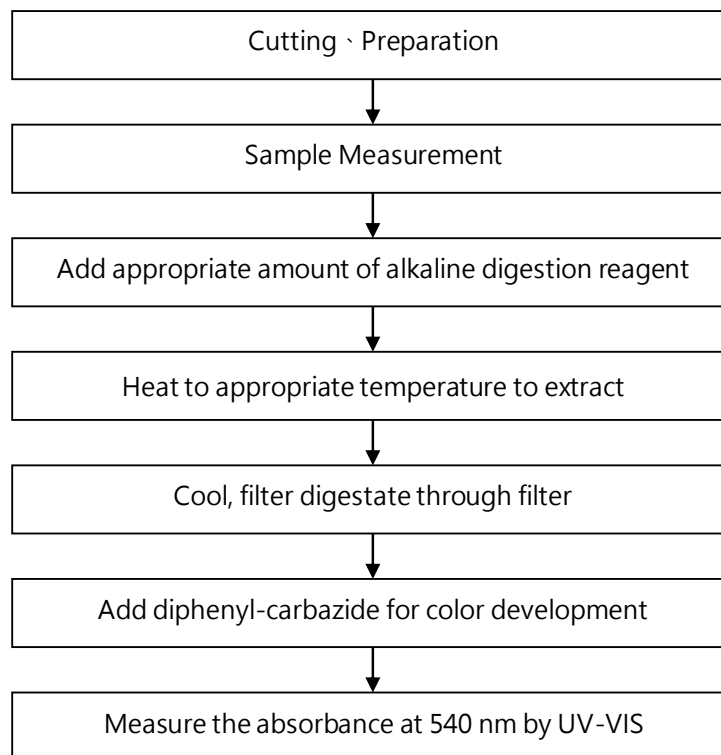 Cutting、Preparation
Sample Measurement
Add appropriate amount of alkaline digestion reagent
Heat to appropriate temperature to extract
Cool, filter digestate through filter
Add diphenyl-carbazide for color development
Measure the absorbance at 540 nm by UV-VIS